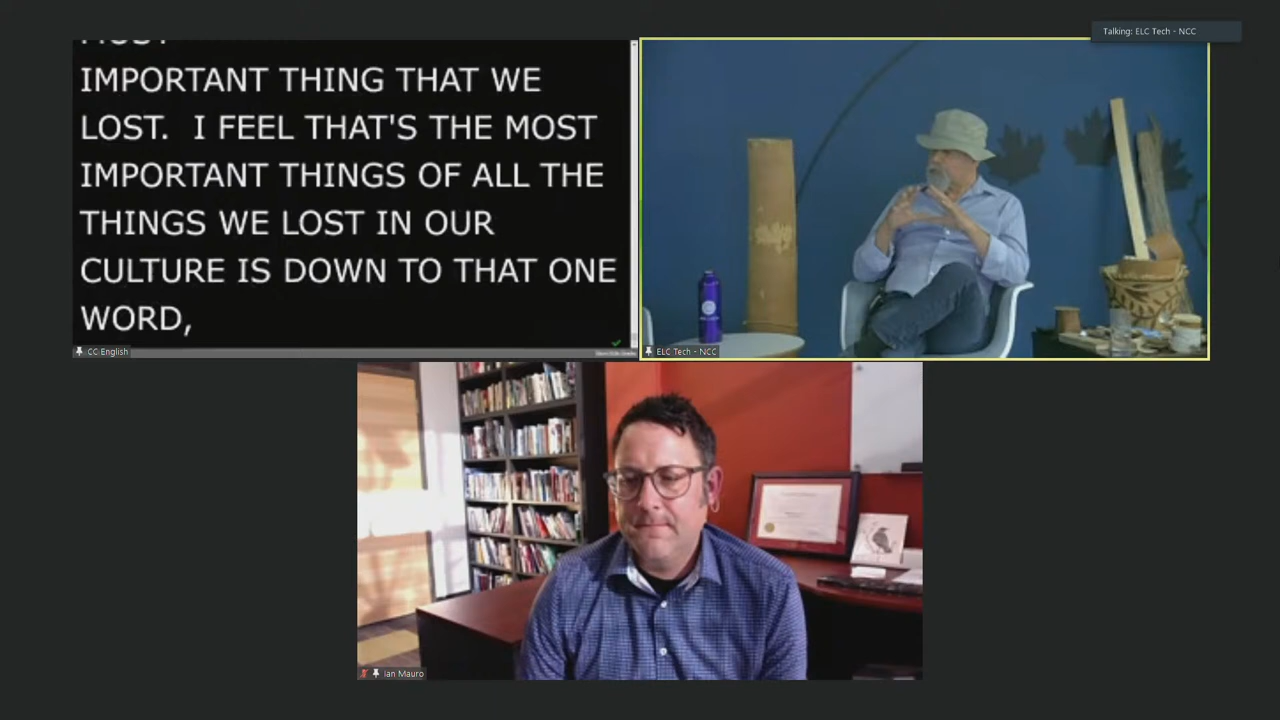 Talking: ELC Tech - NCC
MOST
IMPORTANT THING THAT WE
LOST.  I FEEL THAT'S THE MOST
IMPORTANT THINGS OF ALL THE
THINGS WE LOST IN OUR
CULTURE IS DOWN TO THAT ONE
WORD,
CC English
ELC Tech - NCC
Ian Mauro